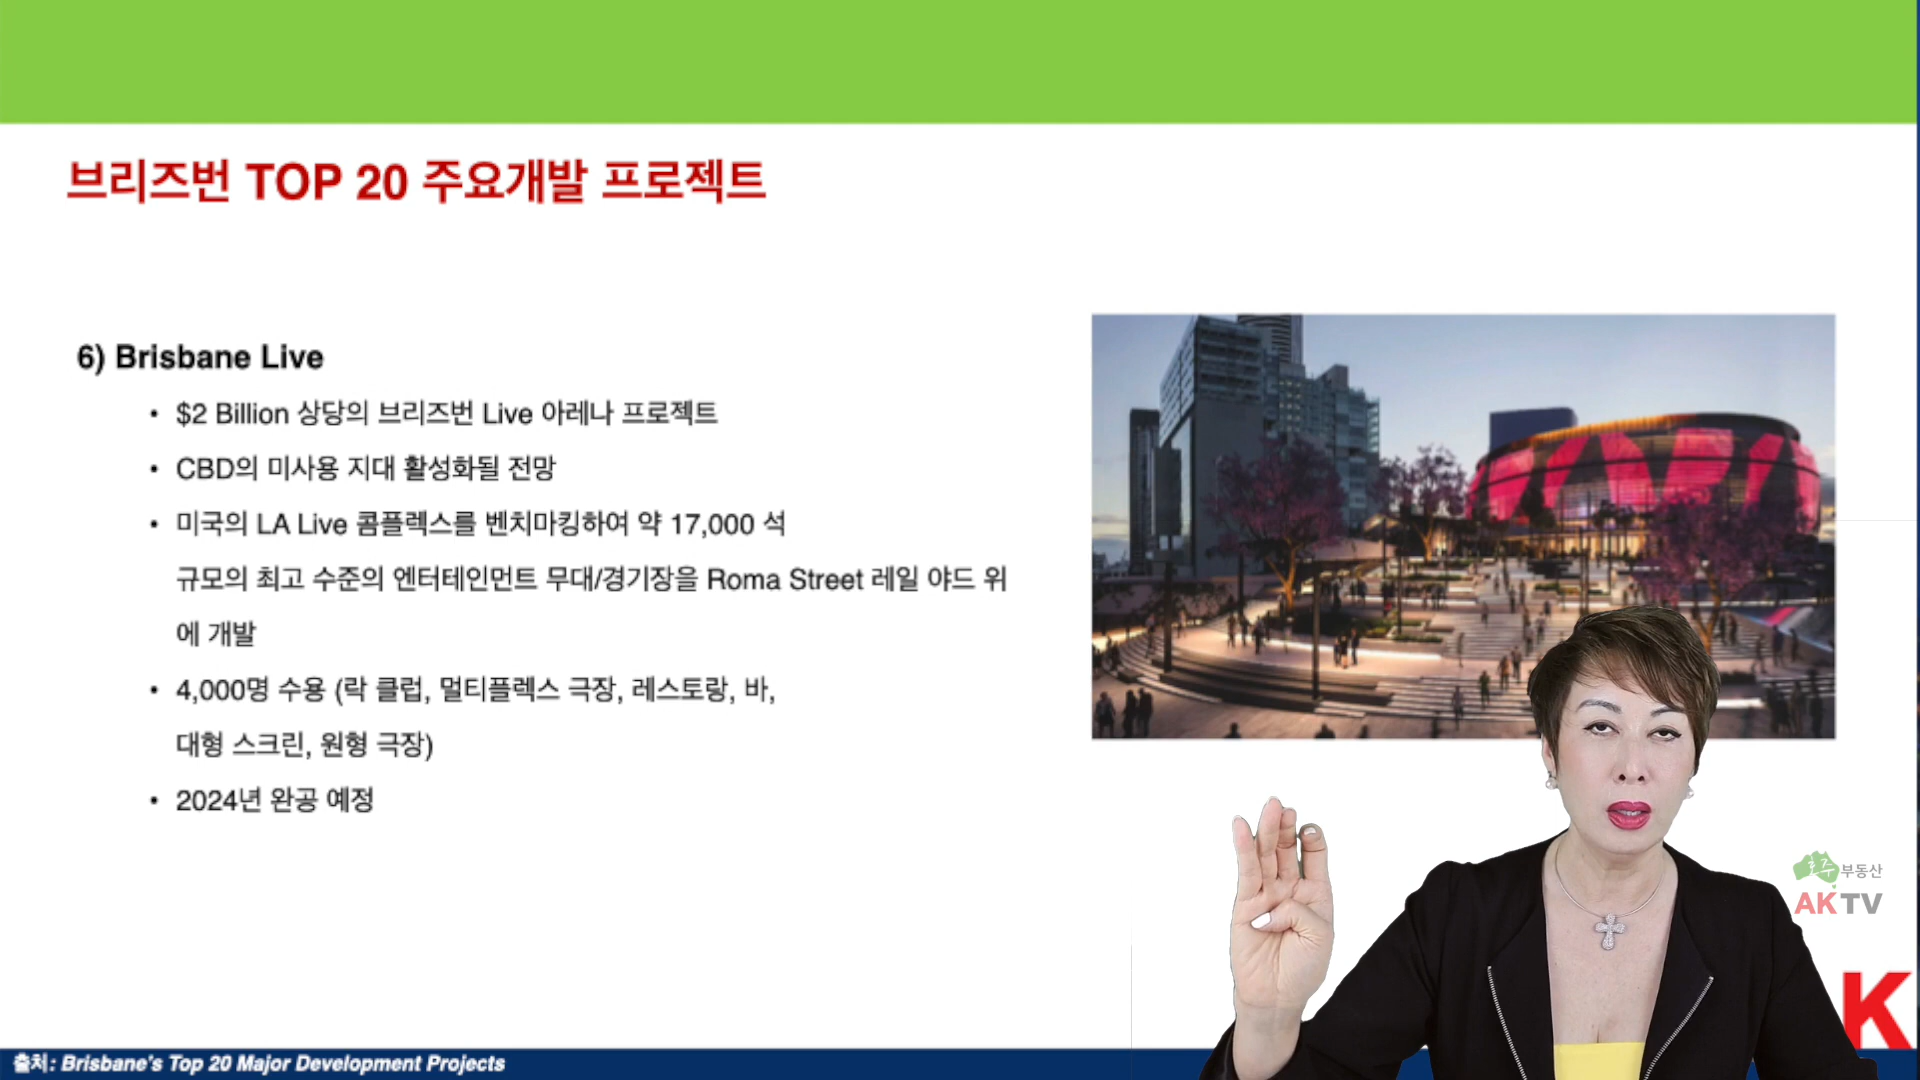 브리즈번 TOP 20 주요개발 프로젝트
6) Brisbane Live
• $2 Billion 상당의 브리즈번 Live 아레나 프로젝트
• CBD의 미사용 지대 활성화될 전망
• 미국의 LA Live 콤플렉스를 벤치마킹하여 약 17,000 석
규모의 최고 수준의 엔터테인먼트 무대/경기장을 Roma Street 레일 야드 위
에 개발
• 4,000명 수용 (락 클럽, 멀티플렉스 극장, 레스토랑, 바,
대형 스크린, 원형 극장)
• 2024년 완공 예정
호주부동산
AKTV
K
출처: Brisbane's Top 20 Major Development Projects